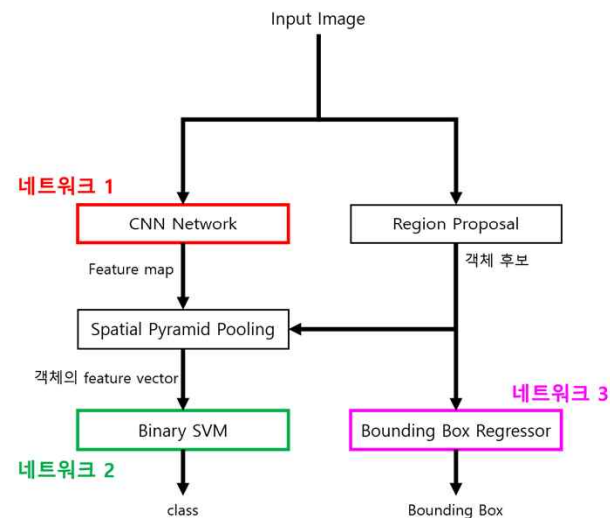 Input Image
네트워크 1
CNN Network
Region Proposal
Feature map
객체 후보
Spatial Pyramid Pooling
객체의 feature vector
네트워크 3
Binary SVM
Bounding Box Regressor
네트워크 2
class
Bounding Box